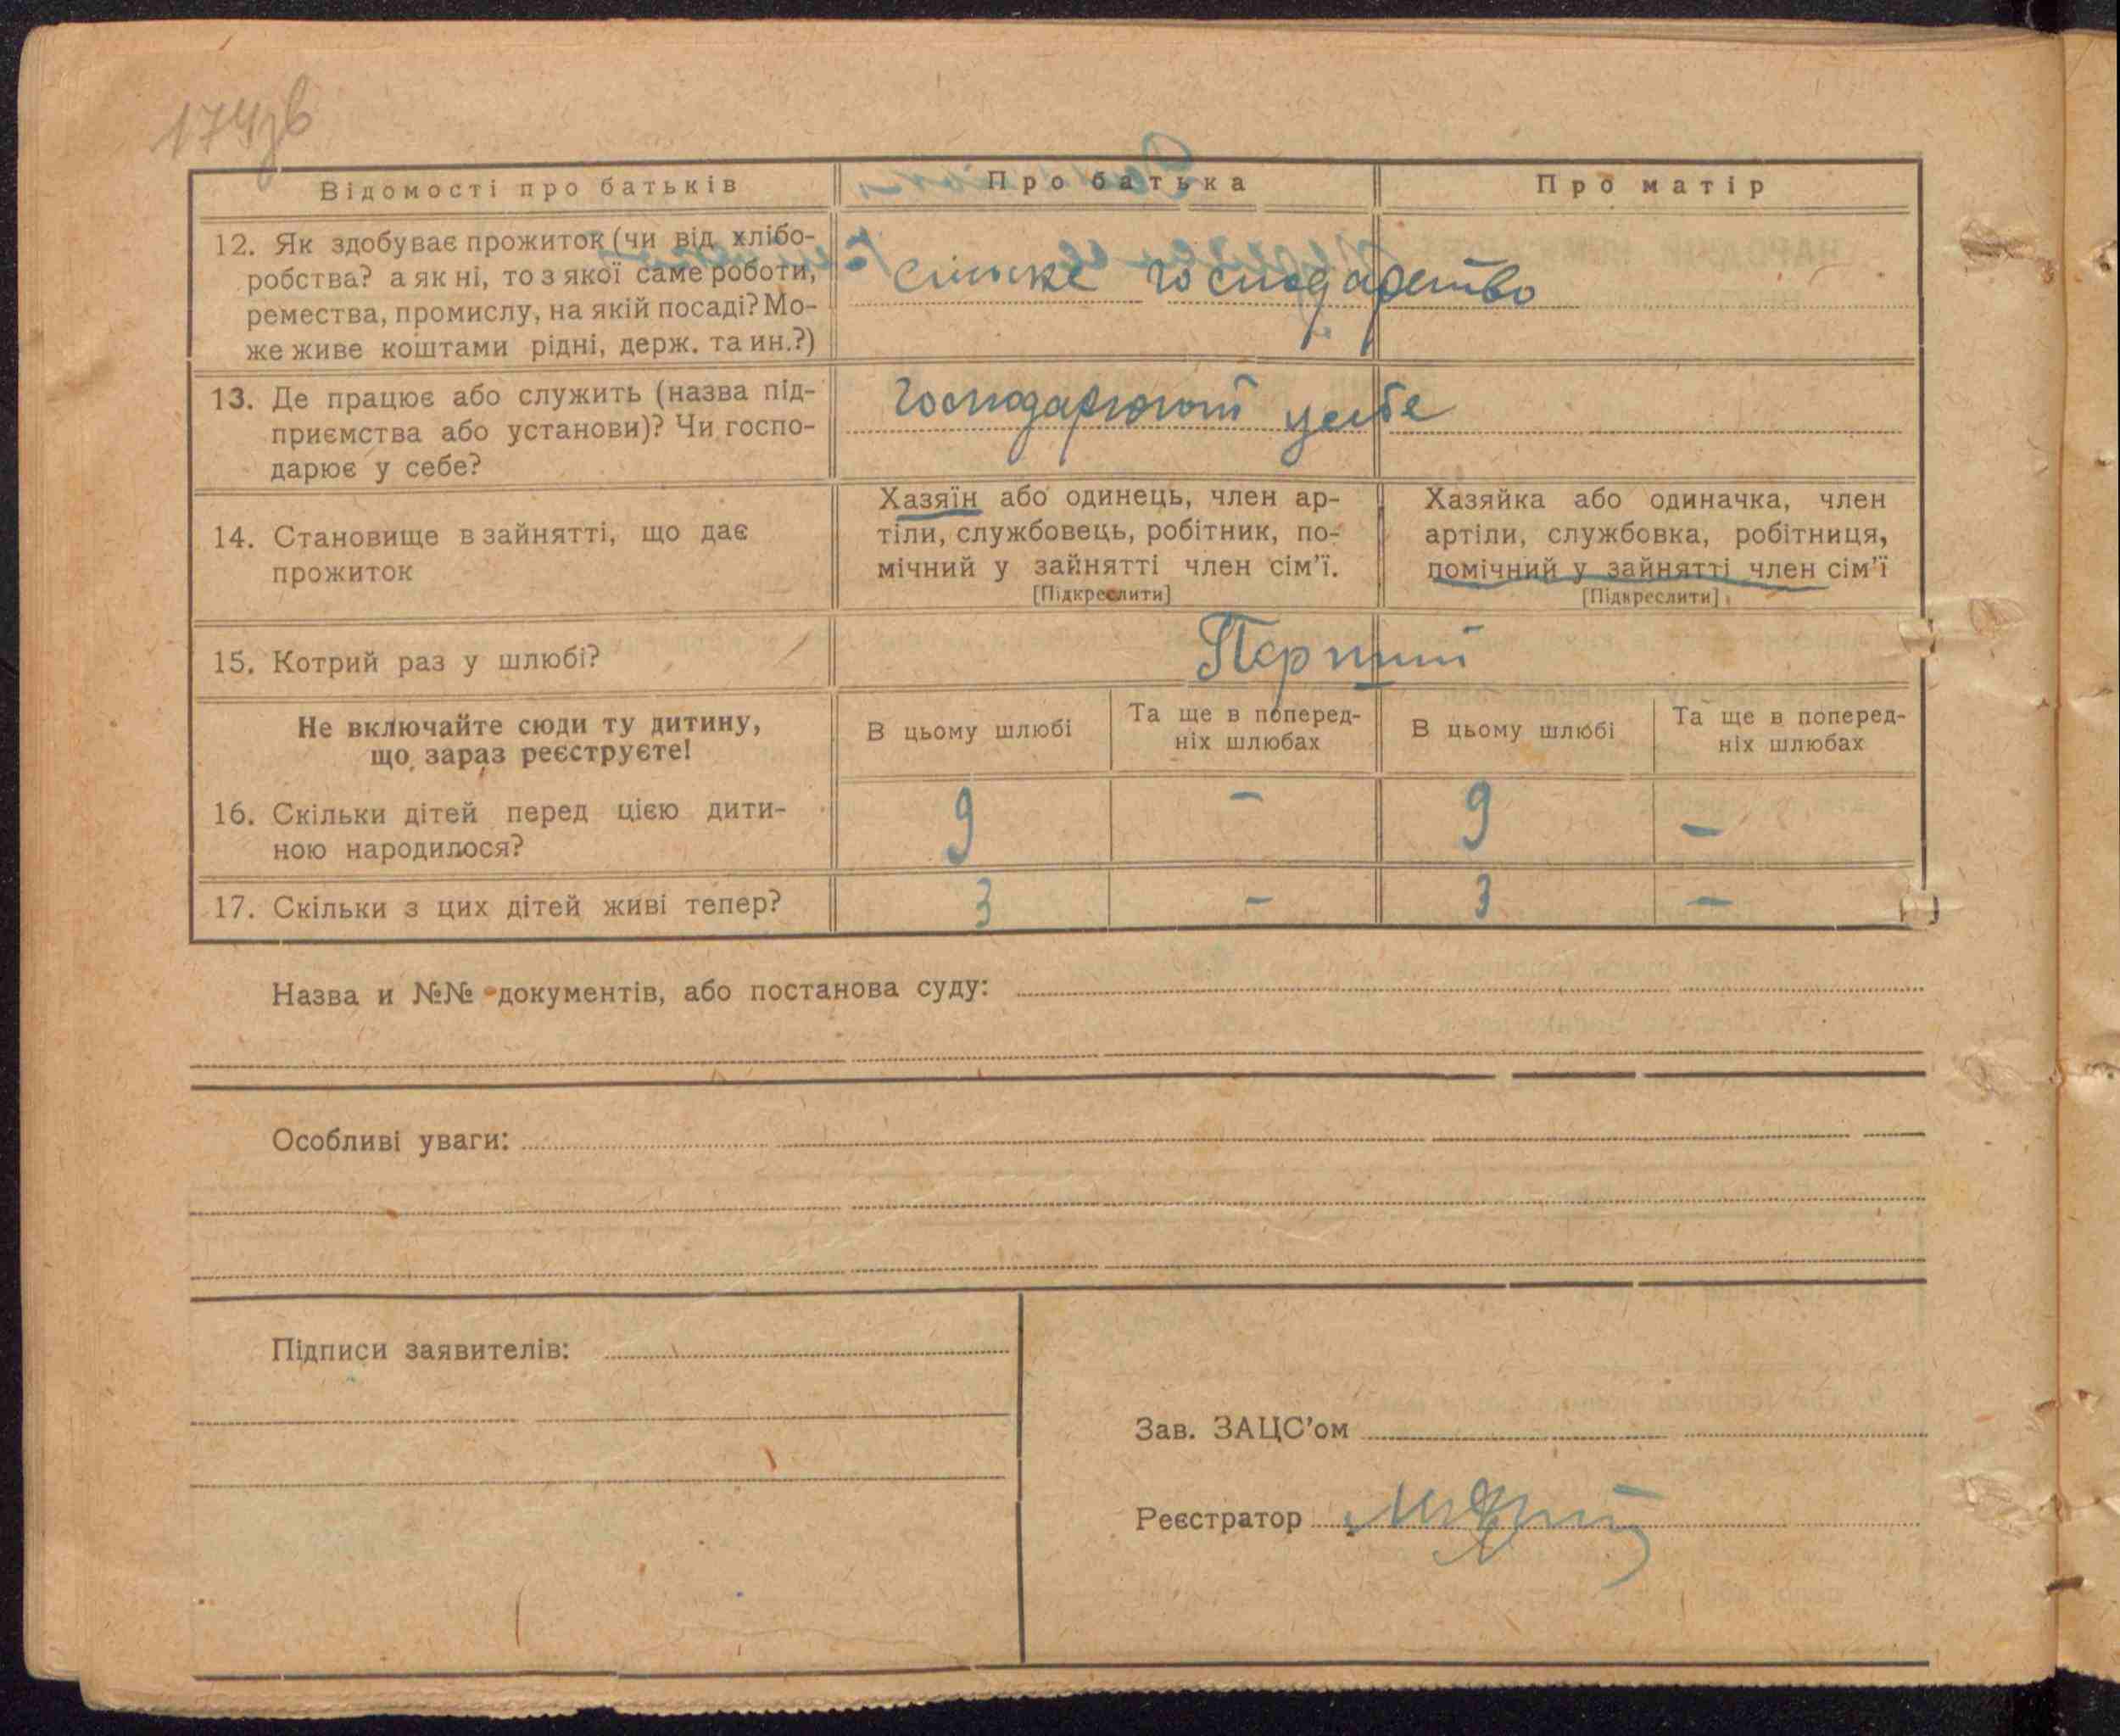 174зв
Відомості про батьків
Про батька
Про матір
12. Як здобуває прожиток (чи від хлібо-
робства? а як ні, то з якої саме роботи,
ремества, промислу, на якій посаді? Мо-
же живе коштами рідні, держ. та ин.?)
сільске господарство
13. Де працює або служить (назва під-
приємства або установи)? Чи госпо-
дарює у себе?
господарюють усебе
14. Становище в зайнятті, що дає
прожиток
Хазяїн або одинець, член ар-
тіли, службовець, робітник, по-
мічний у зайнятті член сім'ї.
[Підкреслити]
Хазяйка або одиначка, член
артіли, службовка, робітниця,
помічний у зайнятті член сім'ї
[Підкреслити]
15. Котрий раз у шлюбі?
Перший
Не включайте сюди ту дитину,
що зараз реєструєте!
В цьому шлюбі
Та ще в поперед-
ніх шлюбах
В цьому шлюбі
Та ще в поперед-
ніх шлюбах
16. Скільки дітей перед цією дити-
ною народилося?
9 - 9 -
17. Скільки з цих дітей живі тепер?
3 - 3 -
Назва и №№ документів, або постанова суду:
Особливі уваги:
Підписи заявителів:
Зав. ЗАЦС'ом
Реєстратор